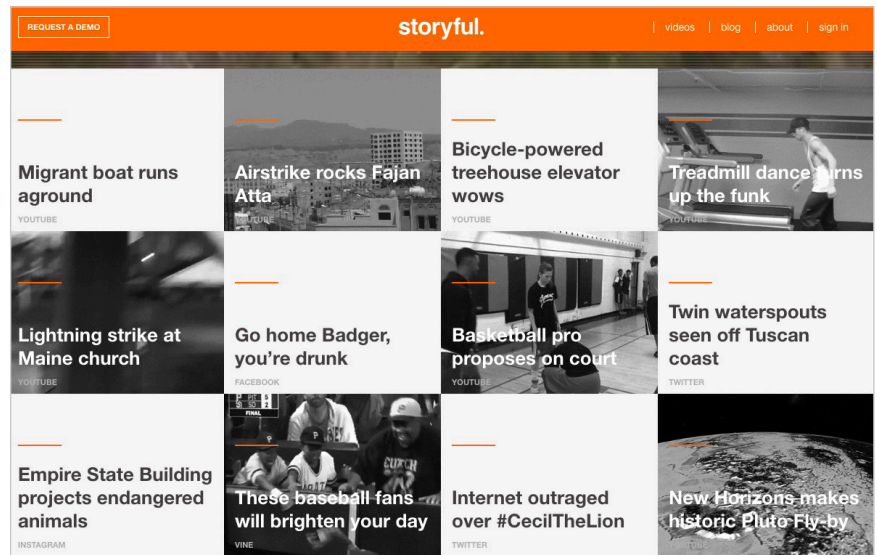 REQUEST A DEMO
storyful.
videos
blog
about
sign in
Migrant boat runs
aground
YOUTUBE
Airstrike rocks Fajan
Atta
YOUTUBE
Bicycle-powered
treehouse elevator
wows
YOUTUBE
Treadmill dance turns
up the funk
YOUTUBE
Lightning strike at
Maine church
YOUTUBE
Go home Badger,
you're drunk
FACEBOOK
Basketball pro
proposes on court
YOUTUBE
Twin waterspouts
seen off Tuscan
coast
TWITTER
Empire State Building
projects endangered
animals
INSTAGRAM
These baseball fans
will brighten your day
VINE
Internet outraged
over #CecilTheLion
TWITTER
New Horizons makes
historic Pluto Fly-by